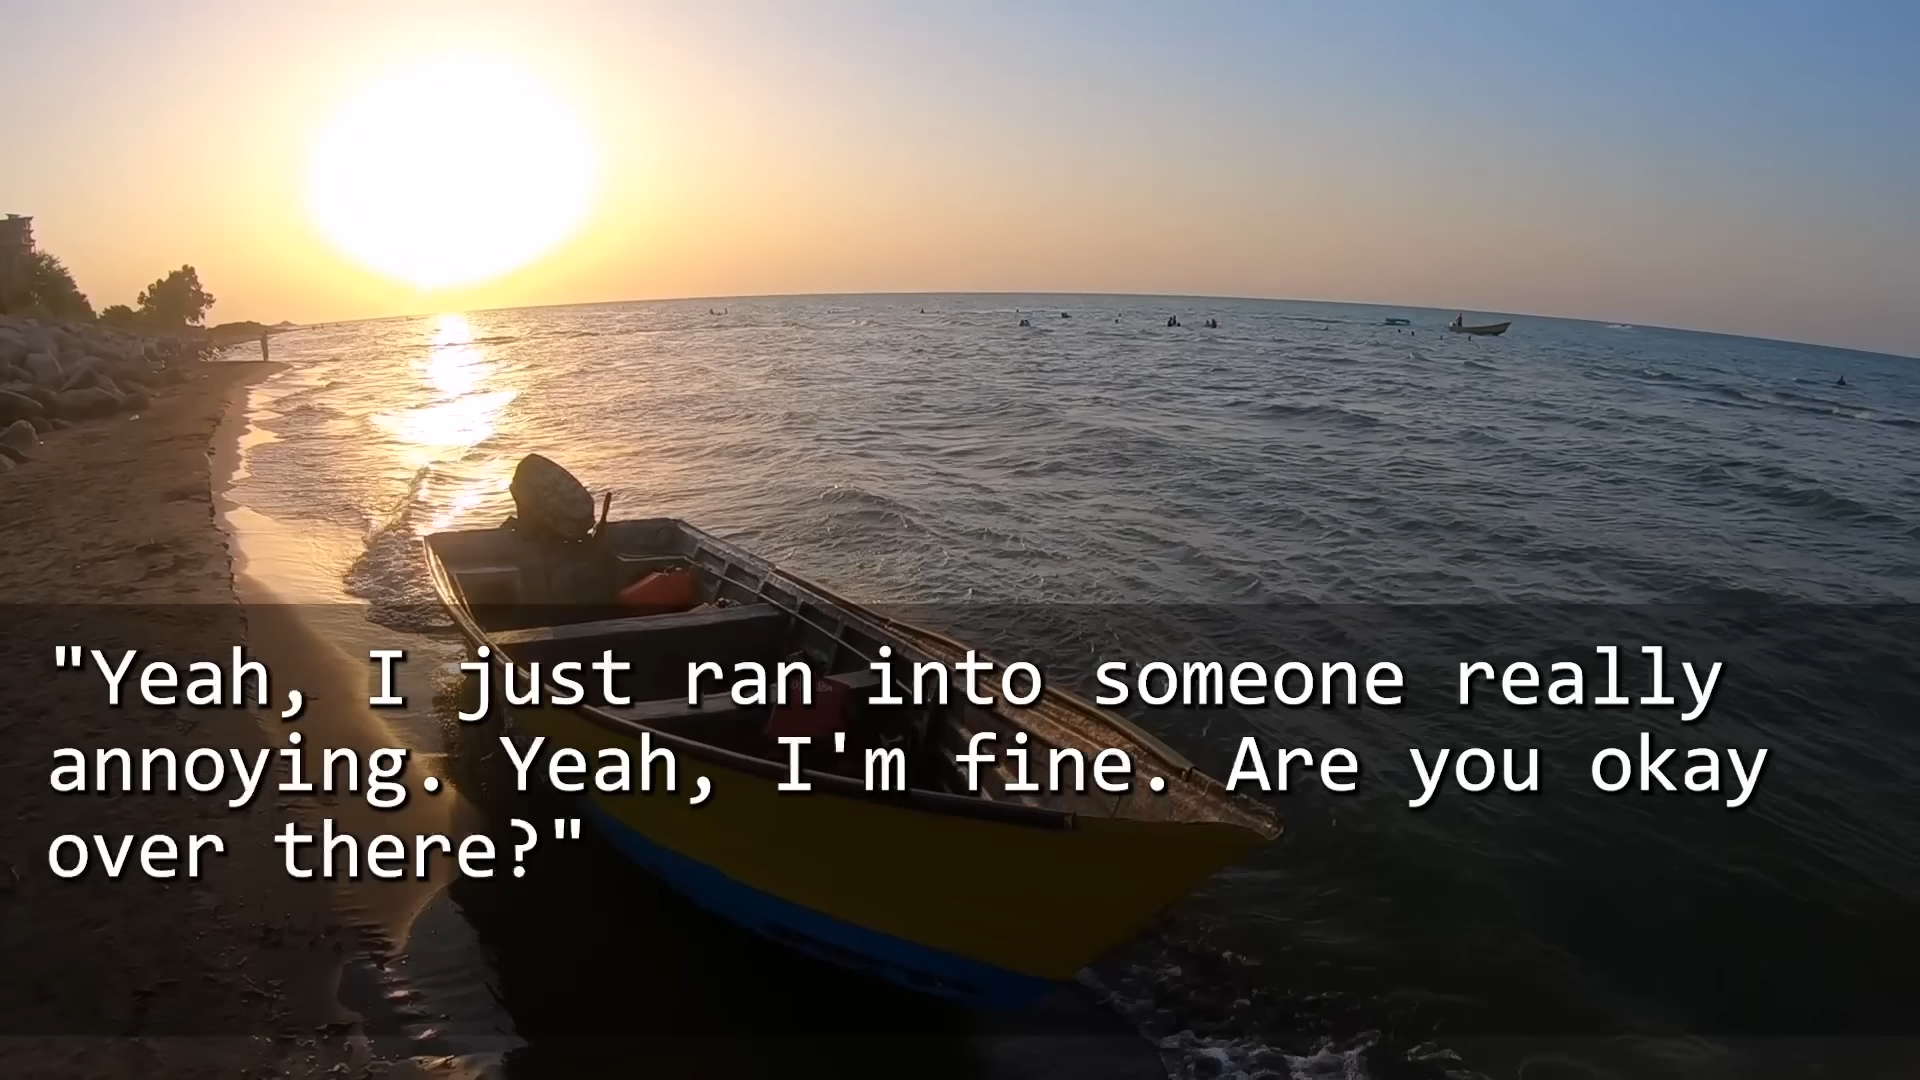 "Yeah, I just ran into someone really
annoying. Yeah, I'm fine. Are you okay
over there?"